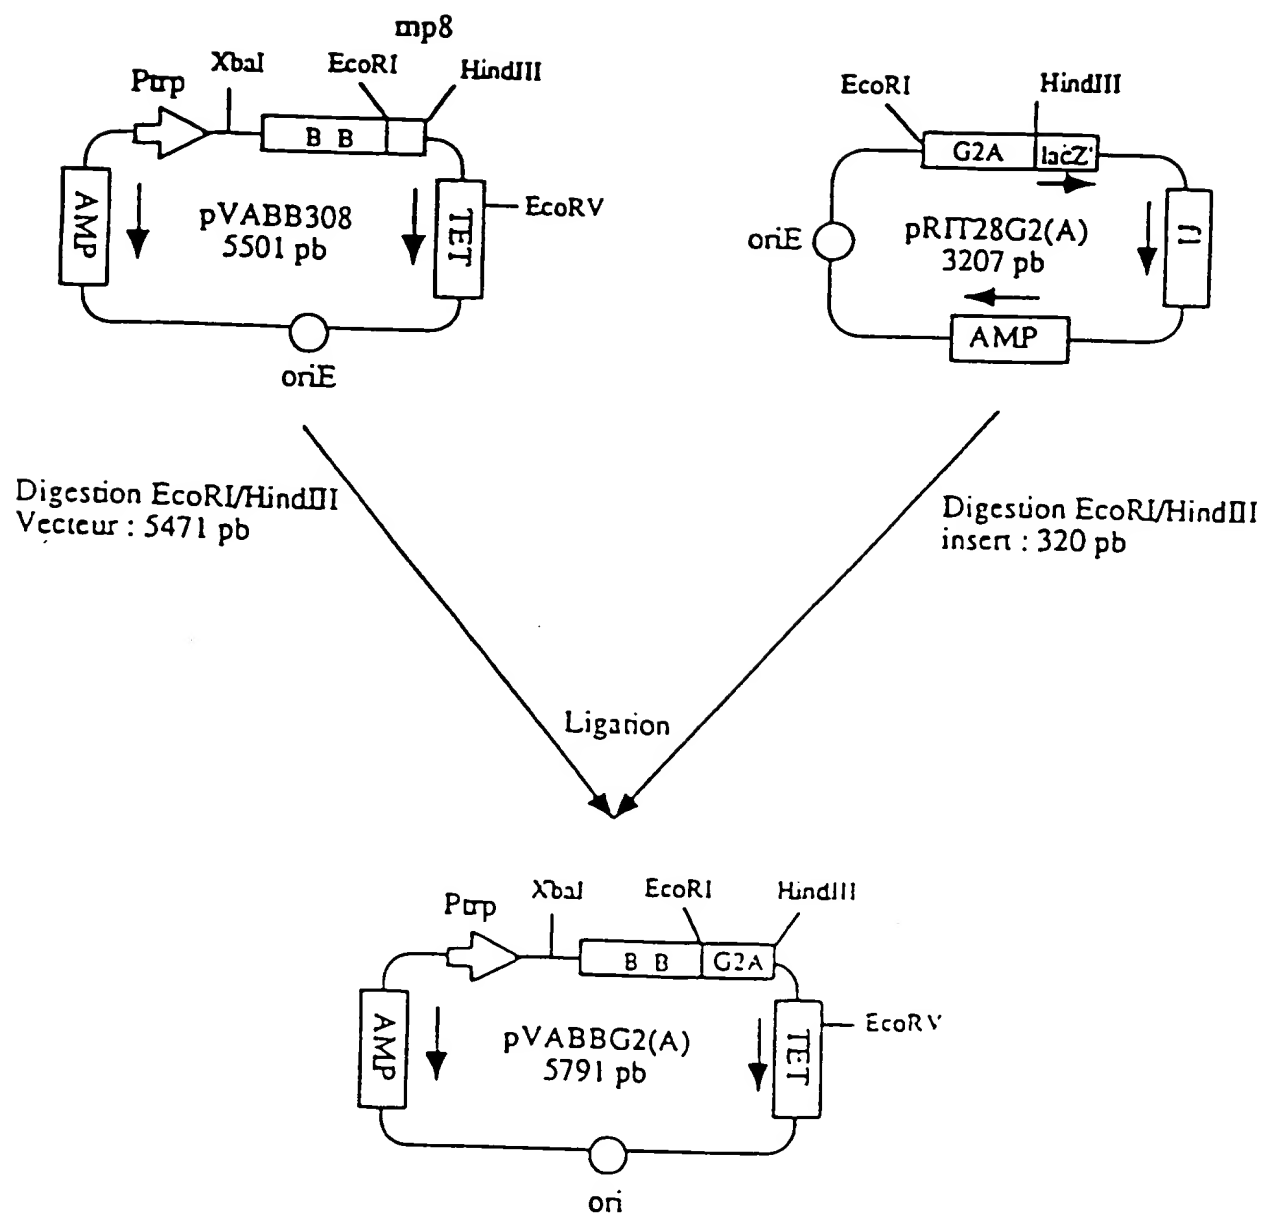 mp8
Ptrp
XbaI
EcoRI
HindIII
B B
AMP
pVABB308
5501 pb
TET
EcoRV
oriE
EcoRI
HindIII
G2A
lacZ'
oriE
pRIT28G2(A)
3207 pb
f1
AMP
Digestion EcoRI/HindIII
Vecteur : 5471 pb
Digestion EcoRI/HindIII
insert : 320 pb
Ligation
Ptrp
XbaI
EcoRI
HindIII
B B
G2A
AMP
pVABBG2(A)
5791 pb
TET
EcoRV
ori